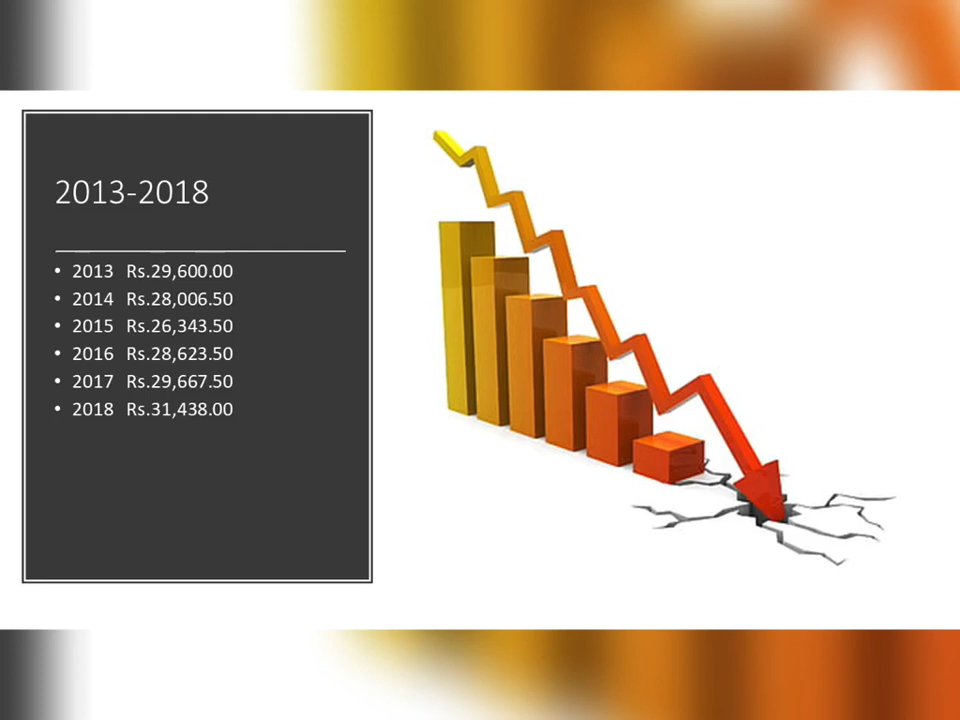 2013-2018
• 2013 Rs.29,600.00
• 2014 Rs.28,006.50
• 2015 Rs.26,343.50
• 2016 Rs.28,623.50
• 2017 Rs.29,667.50
• 2018 Rs.31,438.00